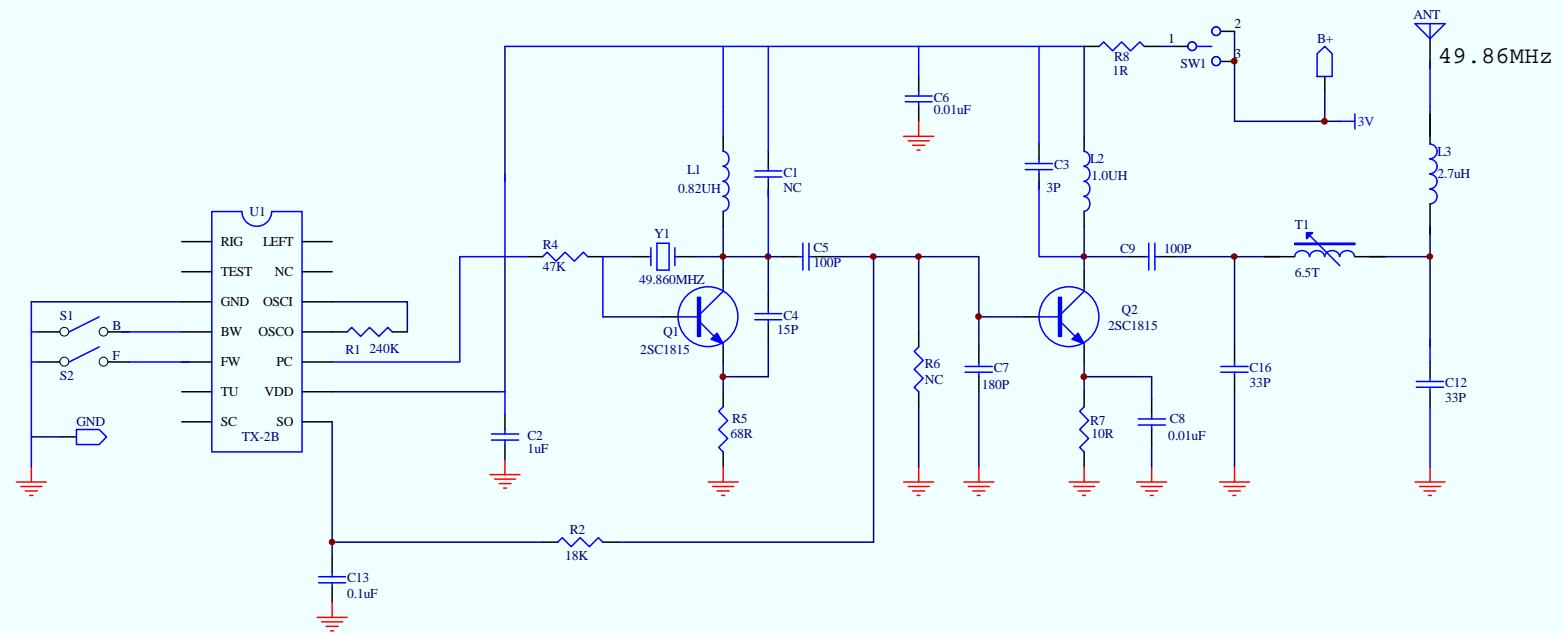 ANT
49.86MHz
2
1
3
SW1
R8
1R
B+
3V
C6
0.01uF
L1
0.82UH
C1
NC
C3
3P
L2
1.0UH
L3
2.7uH
U1
RIG LEFT
TEST NC
GND OSCI
BW OSCO
FW PC
TU VDD
SC SO
TX-2B
S1
B
F
S2
GND
R1 240K
R4
47K
Y1
49.860MHZ
C5
100P
C9 100P
T1
6.5T
Q1
2SC1815
C4
15P
Q2
2SC1815
R6
NC
C7
180P
C16
33P
C12
33P
C2
1uF
R5
68R
R7
10R
C8
0.01uF
R2
18K
C13
0.1uF